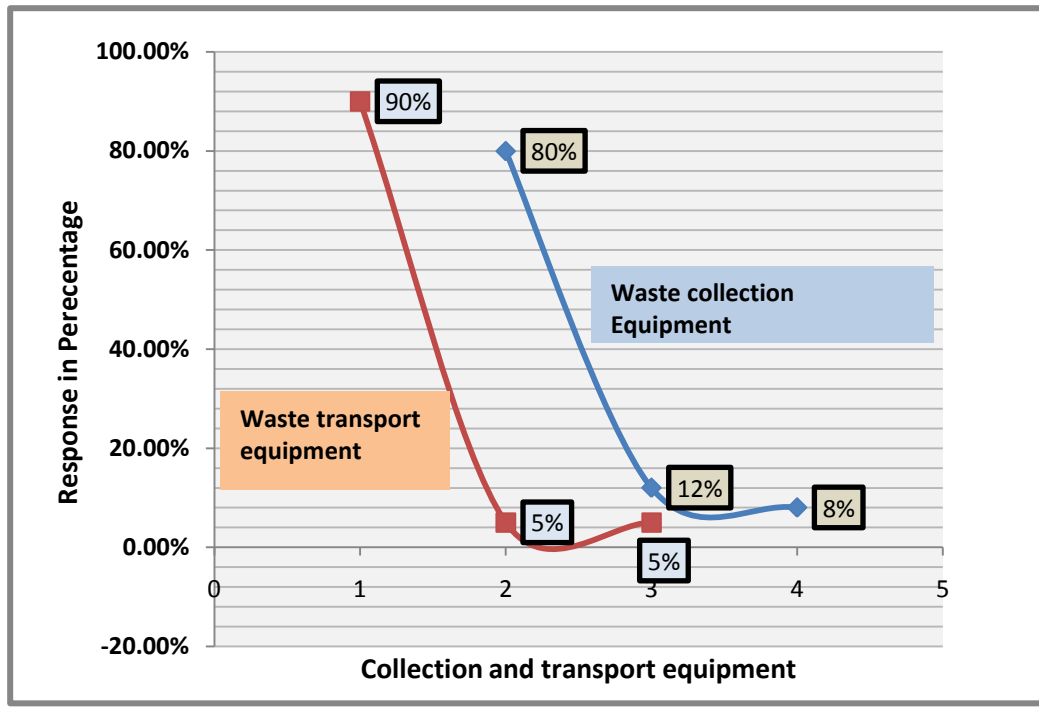 100.00%
90%
80.00%
80%
60.00%
Response in Perecentage
Waste collection
Equipment
40.00%
Waste transport
equipment
20.00%
12%
8%
5%
0.00%
5%
0 1 2 3 4 5
-20.00%
Collection and transport equipment